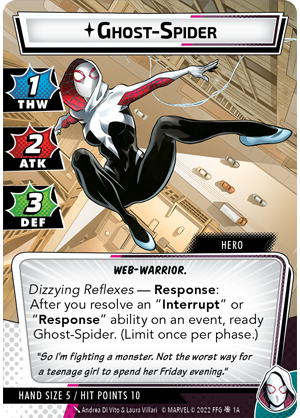 Ghost-Spider
1
THW
2
ATK
3
DEF
HERO
WEB-WARRIOR.
Dizzying Reflexes — Response:
After you resolve an "Interrupt" or
"Response" ability on an event, ready
Ghost-Spider. (Limit once per phase.)
"So I'm fighting a monster. Not the worst way for
a teenage girl to spend her Friday evening."
HAND SIZE 5 / HIT POINTS 10
Andrea Di Vito & Laura Villari © MARVEL © 2022 FFG 1A